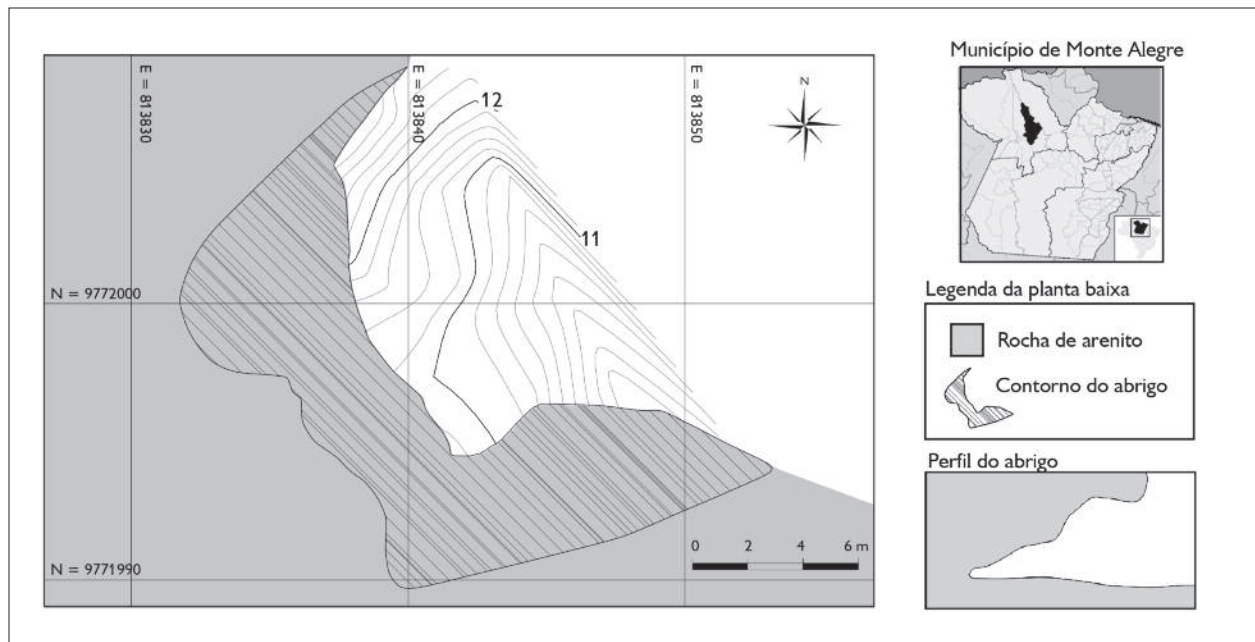 E = 813830
E = 813840
E = 813850
12
11
N
N = 9772000
N = 9771990
0 2 4 6 m
Município de Monte Alegre
Legenda da planta baixa
Rocha de arenito
Contorno do abrigo
Perfil do abrigo